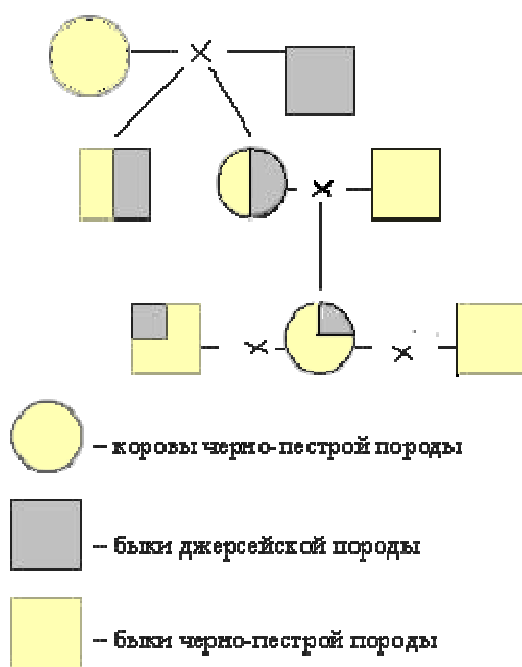 – коровы черно-пестрой породы
– быки джерсейской породы
– быки черно-пестрой породы